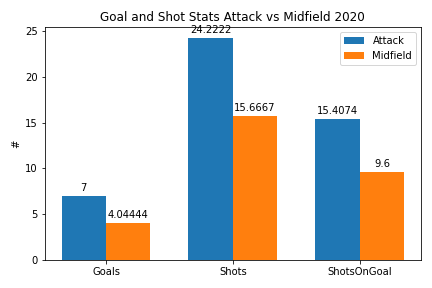 Goal and Shot Stats Attack vs Midfield 2020
25
20
15
10
5
0
#
Attack
Midfield
7
4.04444
24.2222
15.6667
15.4074
9.6
Goals
Shots
ShotsOnGoal